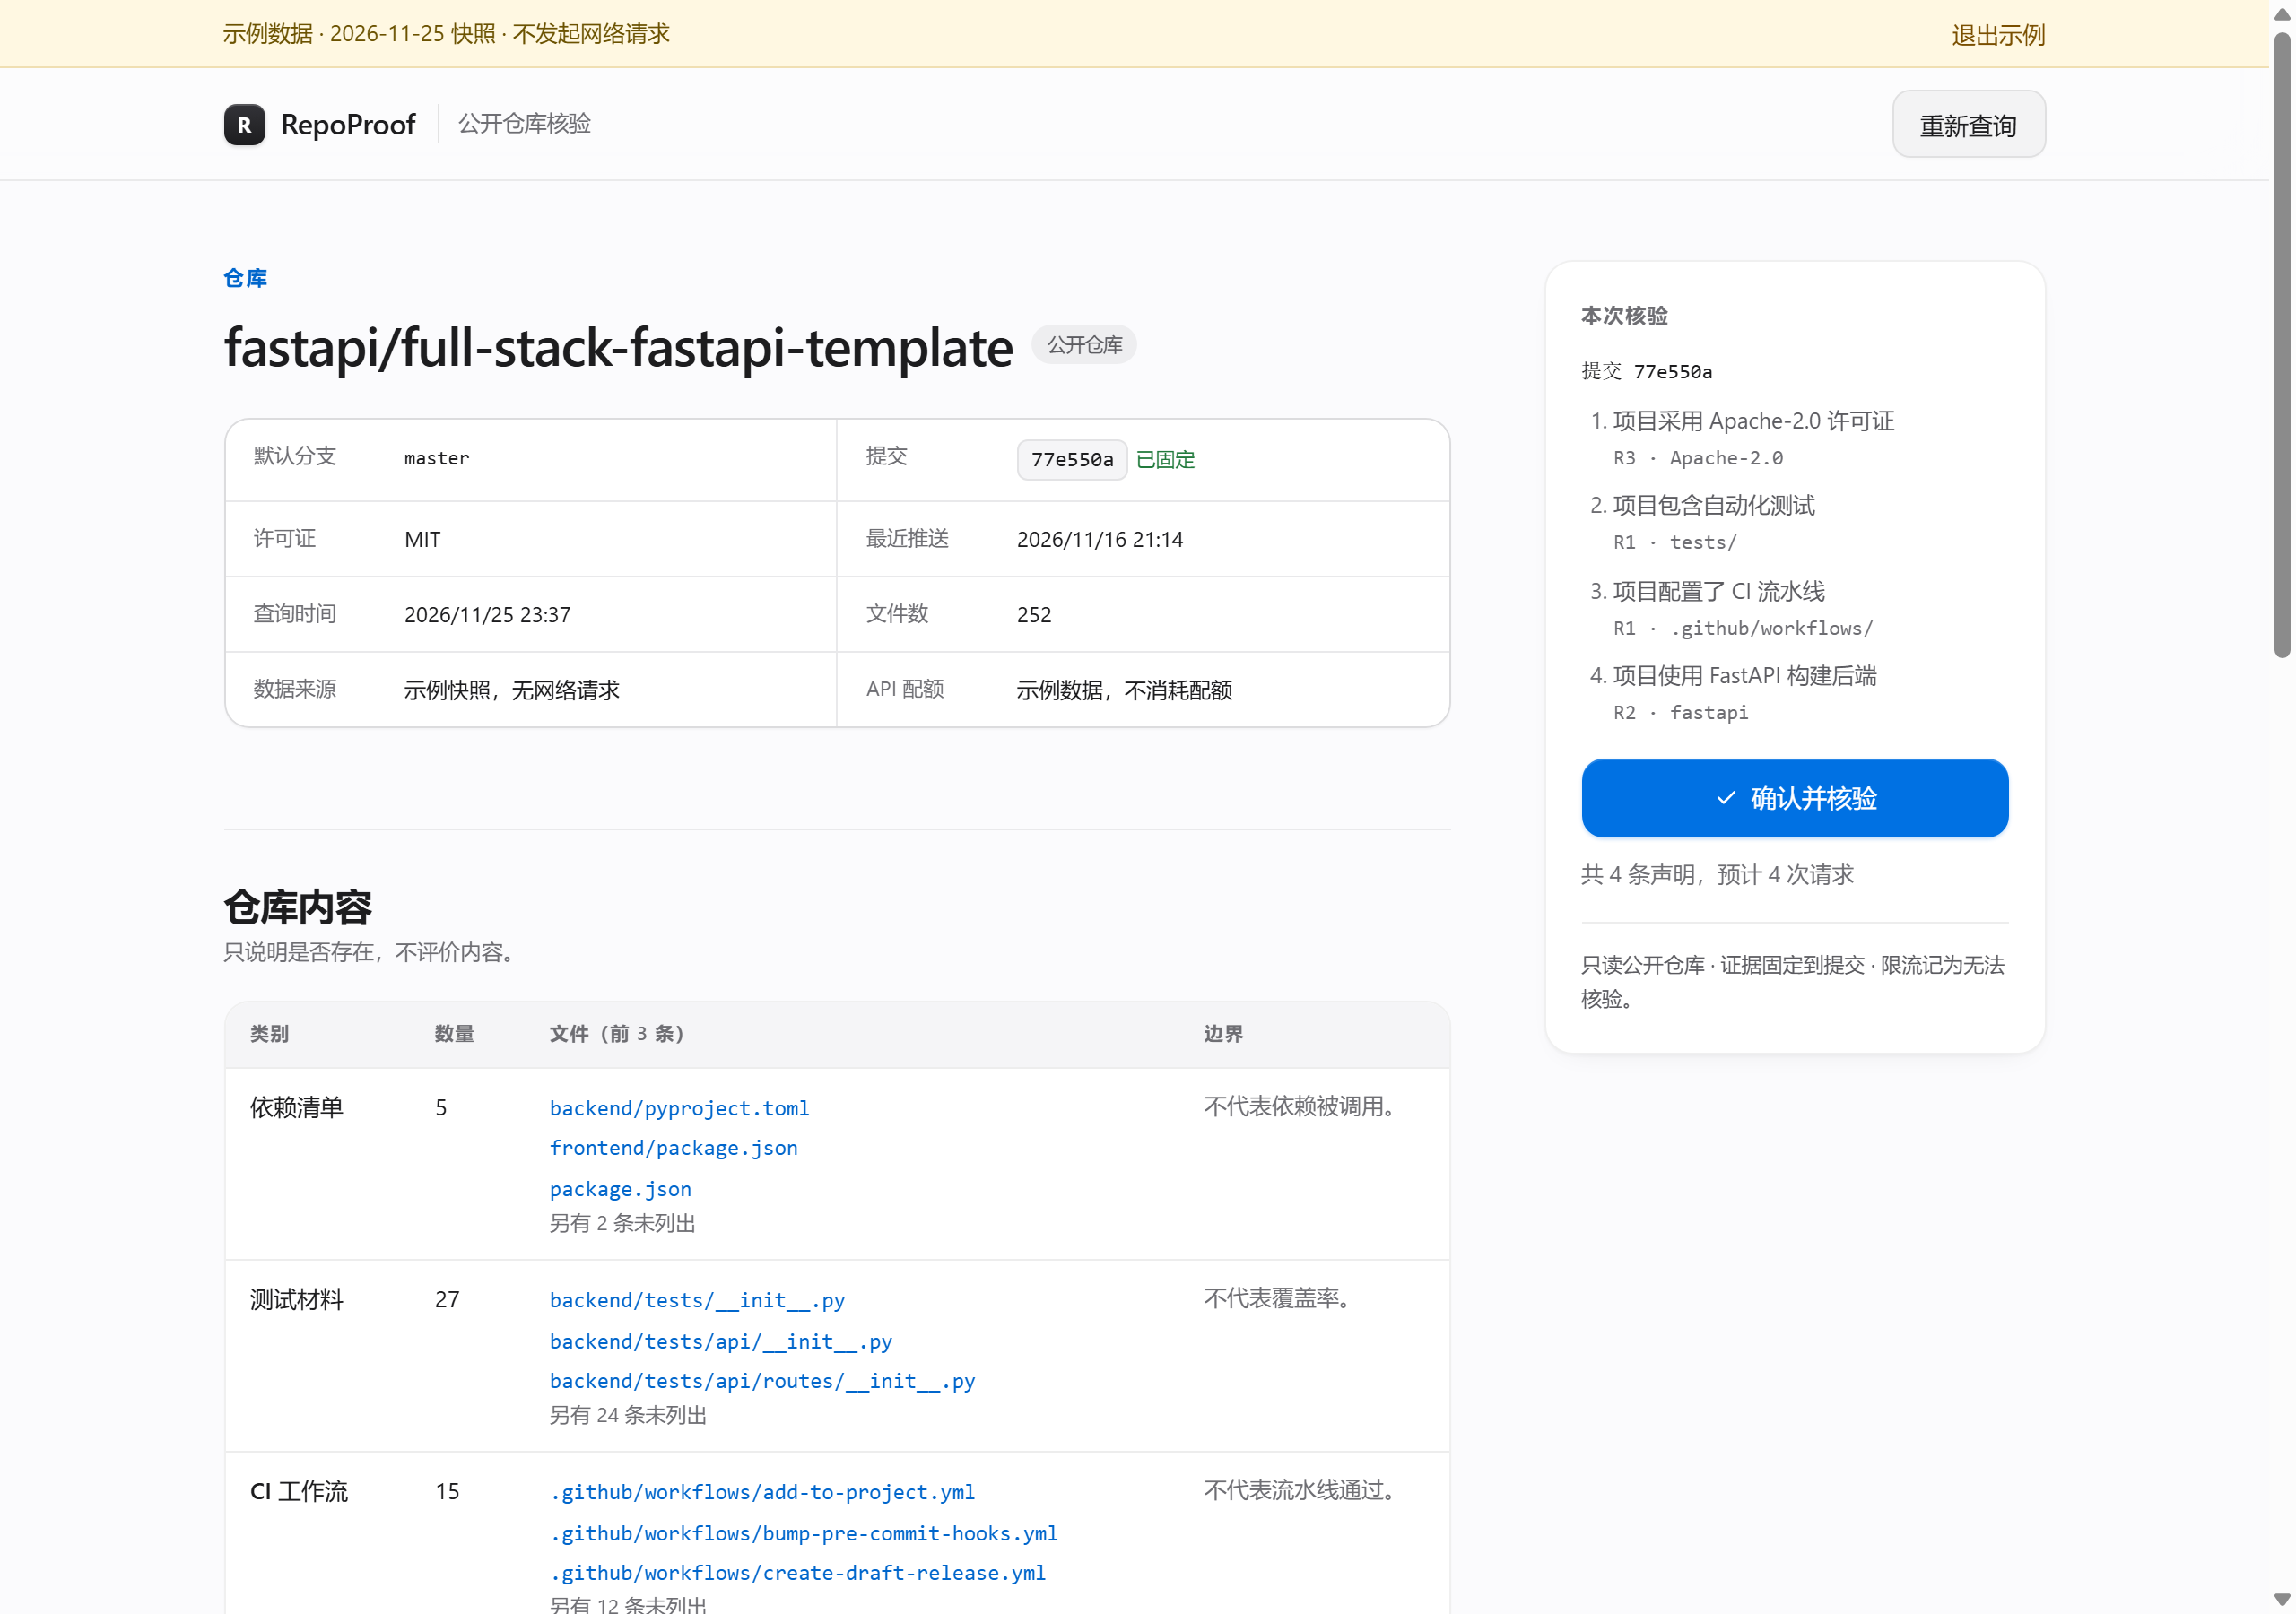 示例数据 · 2026-11-25 快照 · 不发起网络请求
退出示例
R RepoProof 公开仓库核验
重新查询
仓库
fastapi/full-stack-fastapi-template 公开仓库
默认分支 master 提交 77e550a 已固定
许可证 MIT 最近推送 2026/11/16 21:14
查询时间 2026/11/25 23:37 文件数 252
数据来源 示例快照，无网络请求 API 配额 示例数据，不消耗配额
仓库内容
只说明是否存在，不评价内容。
类别 数量 文件（前 3 条） 边界
依赖清单 5 backend/pyproject.toml 不代表依赖被调用。
frontend/package.json
package.json
另有 2 条未列出
测试材料 27 backend/tests/__init__.py 不代表覆盖率。
backend/tests/api/__init__.py
backend/tests/api/routes/__init__.py
另有 24 条未列出
CI 工作流 15 .github/workflows/add-to-project.yml 不代表流水线通过。
.github/workflows/bump-pre-commit-hooks.yml
.github/workflows/create-draft-release.yml
另有 12 条未列出
本次核验
提交 77e550a
1. 项目采用 Apache-2.0 许可证
R3 · Apache-2.0
2. 项目包含自动化测试
R1 · tests/
3. 项目配置了 CI 流水线
R1 · .github/workflows/
4. 项目使用 FastAPI 构建后端
R2 · fastapi
确认并核验
共 4 条声明，预计 4 次请求
只读公开仓库 · 证据固定到提交 · 限流记为无法
核验。